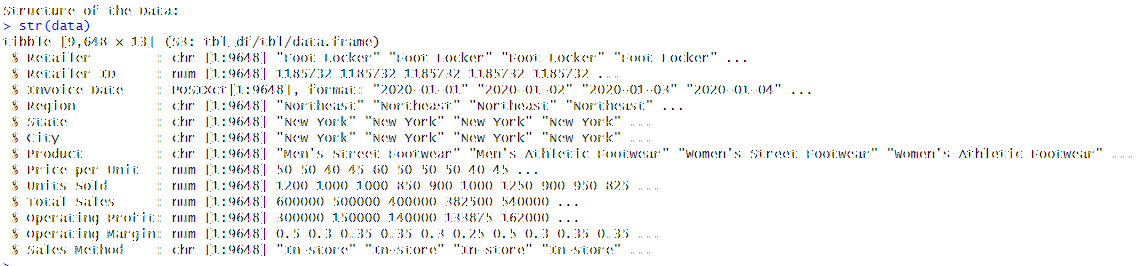 Structure of the Data:
> str(data)
tibble [9,648 × 13] (S3: tbl_df/tbl/data.frame)
 $ Retailer        : chr [1:9648] "Foot Locker" "Foot Locker" "Foot Locker" "Foot Locker" ...
 $ Retailer ID     : num [1:9648] 1185732 1185732 1185732 1185732 1185732 ...
 $ Invoice Date    : POSIXct[1:9648], format: "2020-01-01" "2020-01-02" "2020-01-03" "2020-01-04" ...
 $ Region          : chr [1:9648] "Northeast" "Northeast" "Northeast" "Northeast" ...
 $ State           : chr [1:9648] "New York" "New York" "New York" "New York" ...
 $ City            : chr [1:9648] "New York" "New York" "New York" "New York" ...
 $ Product         : chr [1:9648] "Men's Street Footwear" "Men's Athletic Footwear" "Women's Street Footwear" "Women's Athletic Footwear" ...
 $ Price per Unit  : num [1:9648] 50 50 40 45 60 50 50 50 40 45 ...
 $ Units Sold      : num [1:9648] 1200 1000 1000 850 900 1000 1250 900 950 825 ...
 $ Total Sales     : num [1:9648] 600000 500000 400000 382500 540000 ...
 $ Operating Profit: num [1:9648] 300000 150000 140000 133875 162000 ...
 $ Operating Margin: num [1:9648] 0.5 0.3 0.35 0.35 0.3 0.25 0.5 0.3 0.35 0.35 ...
 $ Sales Method    : chr [1:9648] "In-store" "In-store" "In-store" "In-store" ...
>